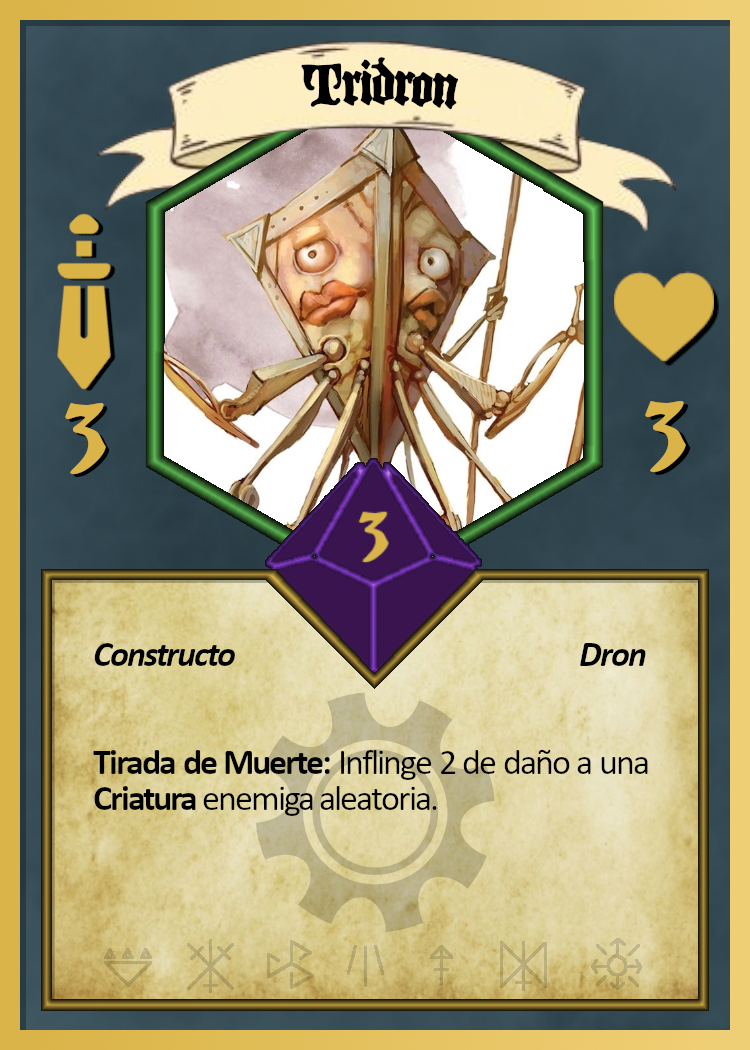 Tridron
3
3
3
Constructo
Dron
Tirada de Muerte: Inflinge 2 de daño a una
Criatura enemiga aleatoria.